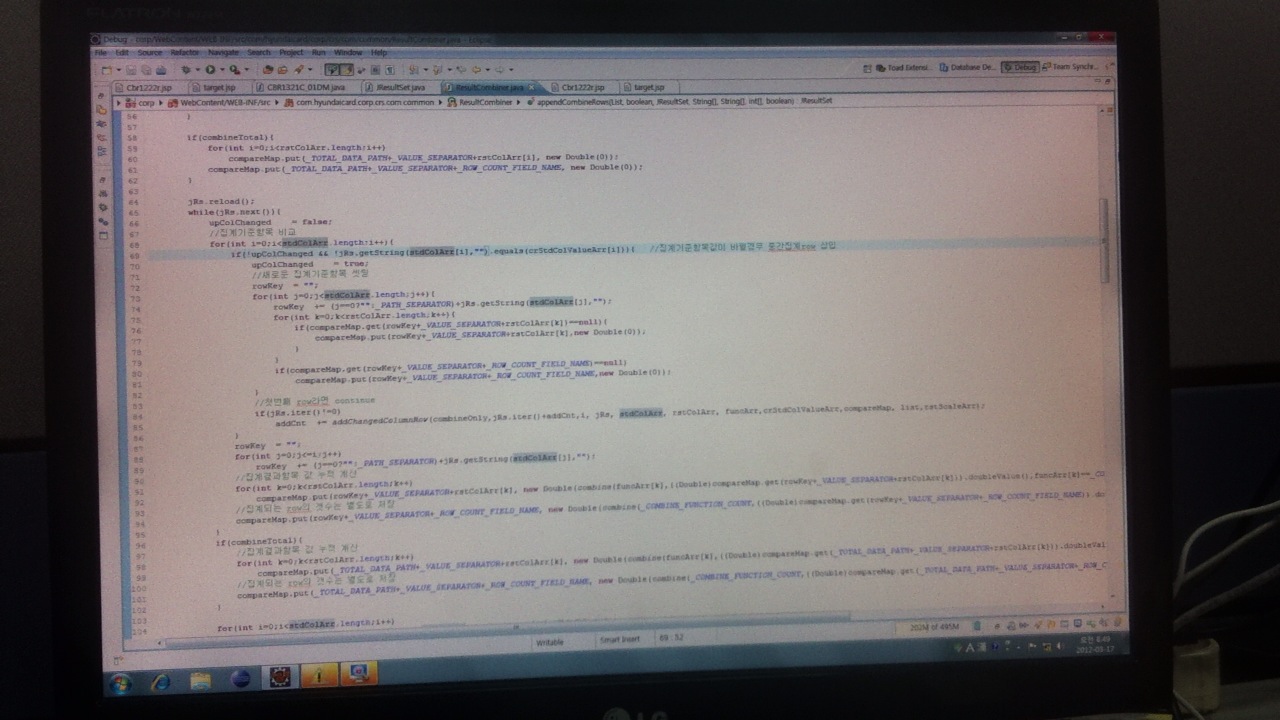 FLATRON
Debug - corp/WebContent/WEB-INF/src/com/hyundaicard/corp/crs/com/common/ResultCombiner.java - Eclipse
File Edit Source Refactor Navigate Search Project Run Window Help
Toad Extensi... Database De... Debug Team Synchr...
Cbr1222r.jsp target.jsp CBR1321C_01DM.java JResultSet.java ResultCombiner.java Cbr1222r.jsp target.jsp
corp WebContent/WEB-INF/src com.hyundaicard.corp.crs.com.common ResultCombiner appendCombineRows(List, boolean, JResultSet, String[], String[], int[], boolean) JResultSet
56 }
57
58 if(combineTotal){
59 for(int i=0;i<rstColArr.length;i++)
60 compareMap.put(_TOTAL_DATA_PATH+_VALUE_SEPARATOR+rstColArr[i], new Double(0));
61 compareMap.put(_TOTAL_DATA_PATH+_VALUE_SEPARATOR+_ROW_COUNT_FIELD_NAME, new Double(0));
62 }
63
64 jRs.reload();
65 while(jRs.next()){
66 upColChanged = false;
67 //집계기준항목 비교
68 for(int i=0;i<stdColArr.length;i++){
69 if(!upColChanged && !jRs.getString(stdColArr[i],"").equals(crStdColValueArr[i])){ //집계기준항목값이 바뀔경우 중간집계row 삽입
70 upColChanged = true;
71 //새로운 집계기준항목 셋팅
72 rowKey = "";
73 for(int j=0;j<stdColArr.length;j++){
74 rowKey += (j==0?"":_PATH_SEPARATOR)+jRs.getString(stdColArr[j],"");
75 for(int k=0;k<rstColArr.length;k++){
76 if(compareMap.get(rowKey+_VALUE_SEPARATOR+rstColArr[k])==null){
77 compareMap.put(rowKey+_VALUE_SEPARATOR+rstColArr[k],new Double(0));
78 }
79 }
80 if(compareMap.get(rowKey+_VALUE_SEPARATOR+_ROW_COUNT_FIELD_NAME)==null)
81 compareMap.put(rowKey+_VALUE_SEPARATOR+_ROW_COUNT_FIELD_NAME,new Double(0));
82 }
83 //첫번째 row라면 continue
84 if(jRs.iter()!=0)
85 addCnt += addChangedColumnRow(combineOnly,jRs.iter()+addCnt,i, jRs, stdColArr, rstColArr, funcArr,crStdColValueArr,compareMap, list,rstScaleArr);
86 }
87 rowKey = "";
88 for(int j=0;j<=i;j++)
89 rowKey += (j==0?"":_PATH_SEPARATOR)+jRs.getString(stdColArr[j],"");
90 //집계결과항목 값 누적 계산
91 for(int k=0;k<rstColArr.length;k++)
92 compareMap.put(rowKey+_VALUE_SEPARATOR+rstColArr[k], new Double(combine(funcArr[k],((Double)compareMap.get(rowKey+_VALUE_SEPARATOR+rstColArr[k])).doubleValue(),funcArr[k]==_CO
93 //집계되는 row의 갯수는 별도로 저장
94 compareMap.put(rowKey+_VALUE_SEPARATOR+_ROW_COUNT_FIELD_NAME, new Double(combine(_COMBINE_FUNCTION_COUNT,((Double)compareMap.get(rowKey+_VALUE_SEPARATOR+_ROW_COUNT_FIELD_NAME)).do
95 }
96 if(combineTotal){
97 //집계결과항목 값 누적 계산
98 for(int k=0;k<rstColArr.length;k++)
99 compareMap.put(_TOTAL_DATA_PATH+_VALUE_SEPARATOR+rstColArr[k], new Double(combine(funcArr[k],((Double)compareMap.get(_TOTAL_DATA_PATH+_VALUE_SEPARATOR+rstColArr[k])).doubleVal
100 //집계되는 row의 갯수는 별도로 저장
101 compareMap.put(_TOTAL_DATA_PATH+_VALUE_SEPARATOR+_ROW_COUNT_FIELD_NAME, new Double(combine(_COMBINE_FUNCTION_COUNT,((Double)compareMap.get(_TOTAL_DATA_PATH+_VALUE_SEPARATOR+_ROW_C
102 }
103
104 for(int i=0;i<stdColArr.length;i++)
Writable Smart Insert 69 : 52 of 495M
오전 4:49
2012-03-17
LG